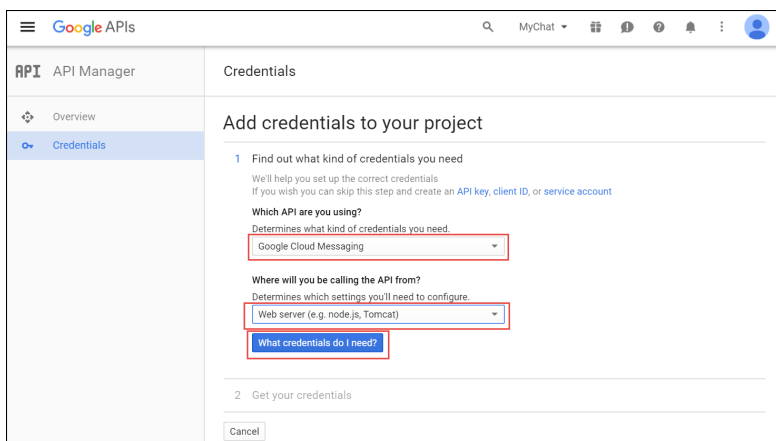 Google APIs
MyChat
API API Manager
Credentials
Overview
Credentials
Add credentials to your project
1 Find out what kind of credentials you need
We'll help you set up the correct credentials
If you wish you can skip this step and create an API key, client ID, or service account
Which API are you using?
Determines what kind of credentials you need.
Google Cloud Messaging
Where will you be calling the API from?
Determines which settings you'll need to configure.
Web server (e.g. node.js, Tomcat)
What credentials do I need?
2 Get your credentials
Cancel